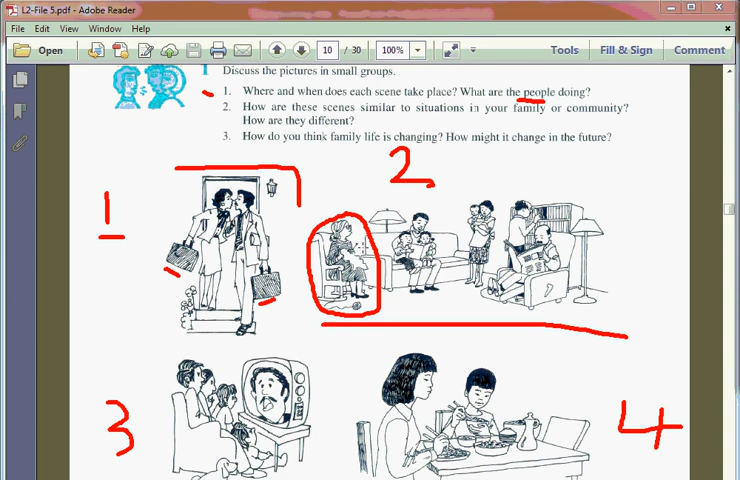 L2-File 5.pdf - Adobe Reader
File Edit View Window Help
Open 10 / 30 100% Tools Fill & Sign Comment
1 Discuss the pictures in small groups.
1. Where and when does each scene take place? What are the people doing?
2. How are these scenes similar to situations in your family or community?
How are they different?
3. How do you think family life is changing? How might it change in the future?
1
2
3
4